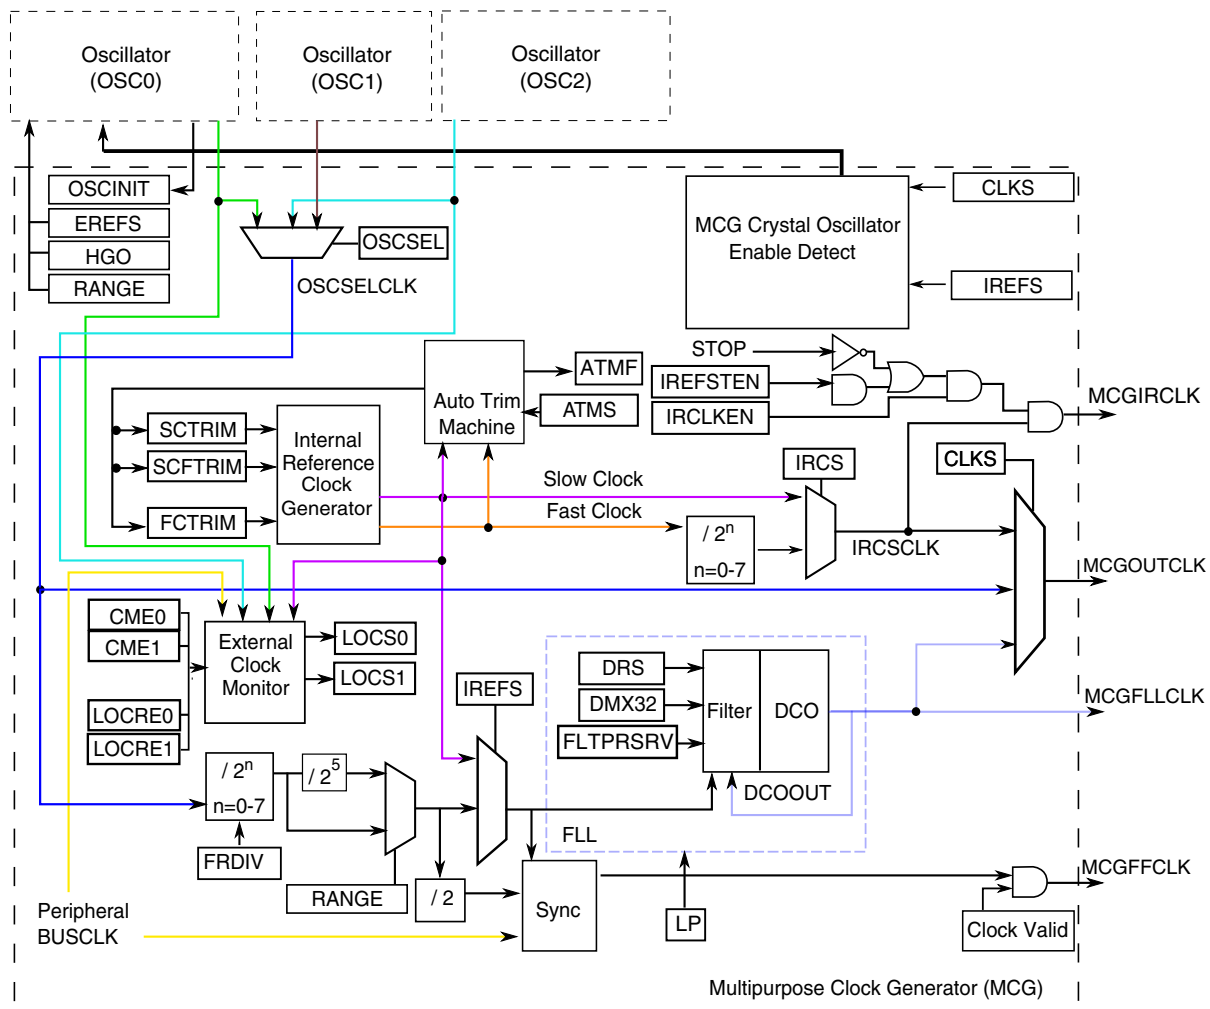 Oscillator
(OSC0)
Oscillator
(OSC1)
Oscillator
(OSC2)
OSCINIT
EREFS
HGO
RANGE
OSCSEL
OSCSELCLK
MCG Crystal Oscillator
Enable Detect
CLKS
IREFS
STOP
IREFSTEN
IRCLKEN
MCGIRCLK
Auto Trim
Machine
ATMF
ATMS
SCTRIM
SCFTRIM
FCTRIM
Internal
Reference
Clock
Generator
Slow Clock
Fast Clock
IRCS
CLKS
/ 2n
n=0-7
IRCSCLK
MCGOUTCLK
CME0
CME1
LOCRE0
LOCRE1
External
Clock
Monitor
LOCS0
LOCS1
IREFS
DRS
DMX32
FLTPRSRV
Filter
DCO
MCGFLLCLK
DCOOUT
FLL
/ 2n
n=0-7
/ 25
FRDIV
RANGE
/ 2
Sync
LP
MCGFFCLK
Clock Valid
Peripheral
BUSCLK
Multipurpose Clock Generator (MCG)